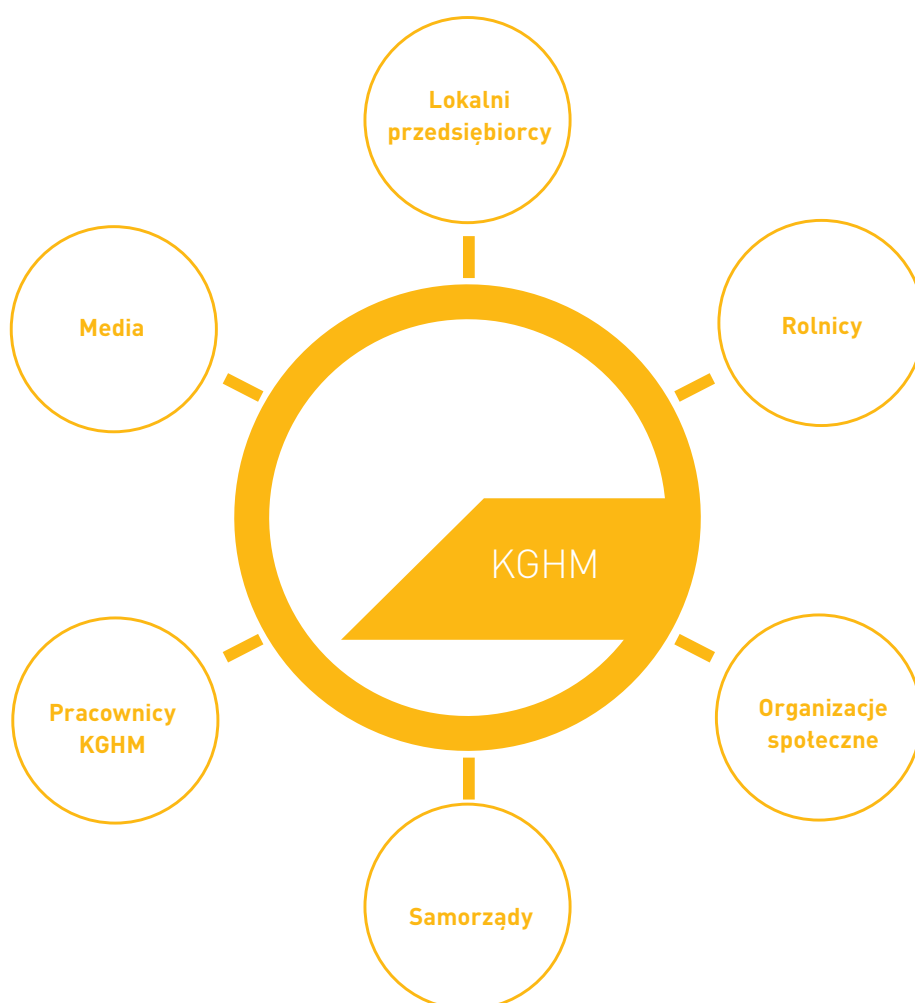 Lokalni
przedsiębiorcy
Media
Rolnicy
KGHM
Pracownicy
KGHM
Organizacje
społeczne
Samorządy